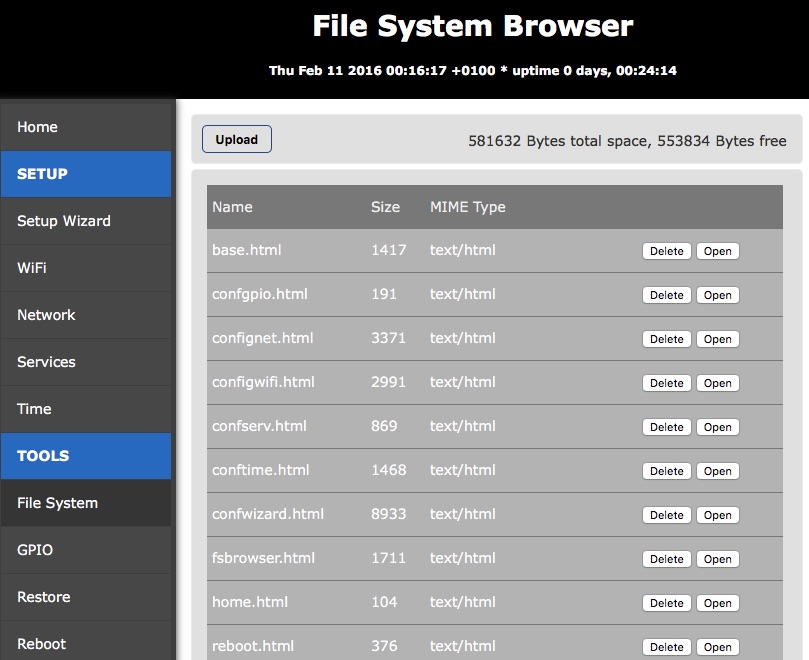 File System Browser
Thu Feb 11 2016 00:16:17 +0100 * uptime 0 days, 00:24:14
Home
SETUP
Setup Wizard
WiFi
Network
Services
Time
TOOLS
File System
GPIO
Restore
Reboot
Upload 581632 Bytes total space, 553834 Bytes free
Name Size MIME Type
base.html 1417 text/html Delete Open
confgpio.html 191 text/html Delete Open
confignet.html 3371 text/html Delete Open
configwifi.html 2991 text/html Delete Open
confserv.html 869 text/html Delete Open
conftime.html 1468 text/html Delete Open
confwizard.html 8933 text/html Delete Open
fsbrowser.html 1711 text/html Delete Open
home.html 104 text/html Delete Open
reboot.html 376 text/html Delete Open